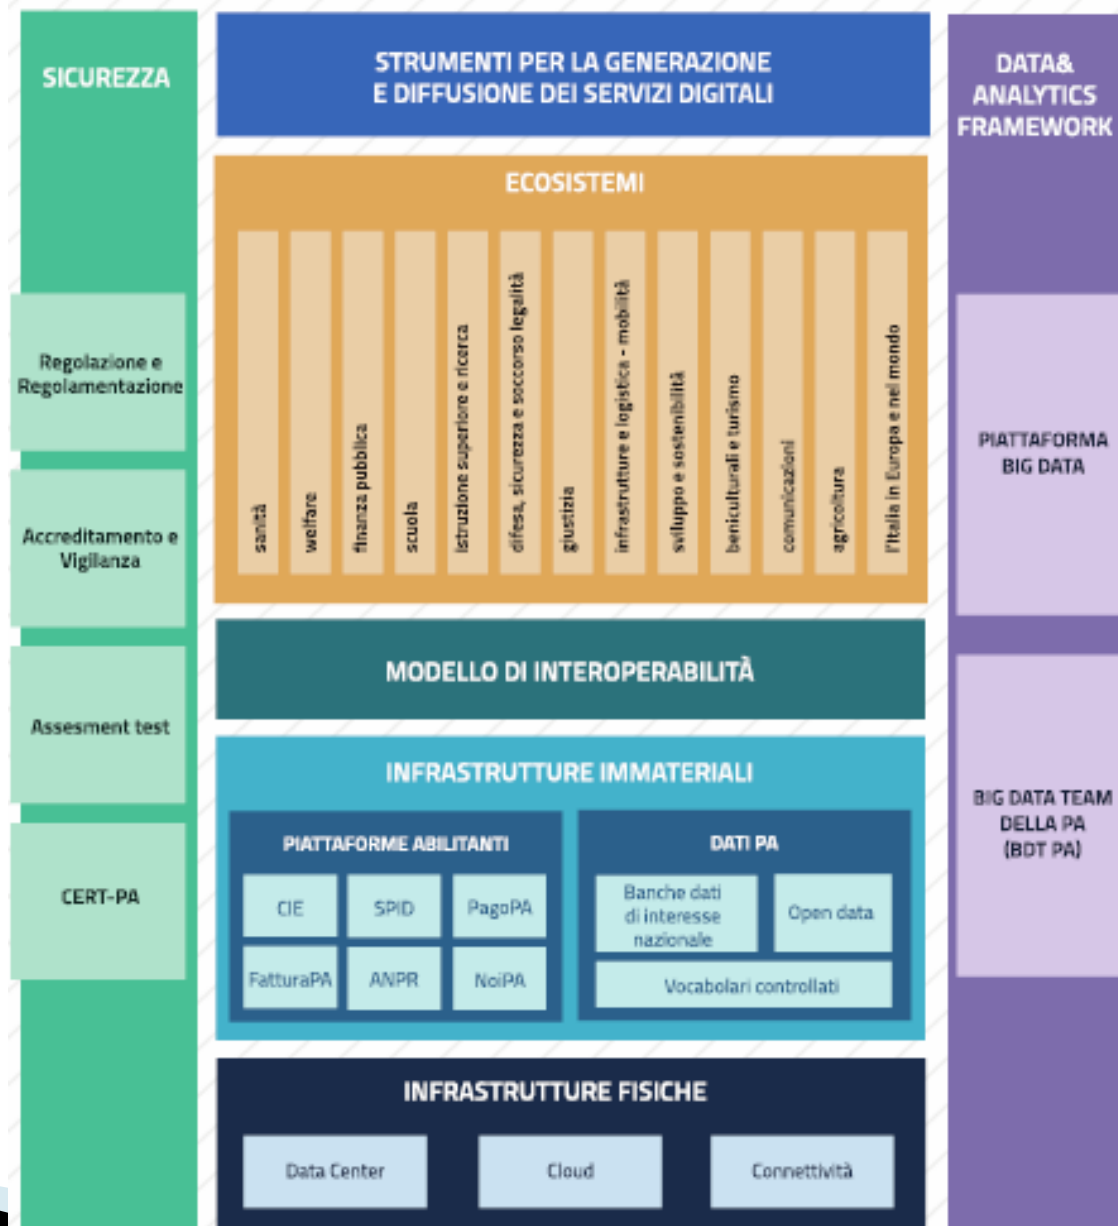 SICUREZZA
Regolazione e
Regolamentazione
Accreditamento e
Vigilanza
Assesment test
CERT-PA
STRUMENTI PER LA GENERAZIONE
E DIFFUSIONE DEI SERVIZI DIGITALI
ECOSISTEMI
sanità
welfare
finanza pubblica
scuola
istruzione superiore e ricerca
difesa, sicurezza e soccorso legalità
giustizia
infrastrutture e logistica - mobilità
sviluppo e sostenibilità
beniculturali e turismo
comunicazioni
agricoltura
l'Italia in Europa e nel mondo
MODELLO DI INTEROPERABILITÀ
INFRASTRUTTURE IMMATERIALI
PIATTAFORME ABILITANTI
CIE
SPID
PagoPA
FatturaPA
ANPR
NoiPA
DATI PA
Banche dati
di interesse
nazionale
Open data
Vocabolari controllati
INFRASTRUTTURE FISICHE
Data Center
Cloud
Connettività
DATA&
ANALYTICS
FRAMEWORK
PIATTAFORMA
BIG DATA
BIG DATA TEAM
DELLA PA
(BDT PA)